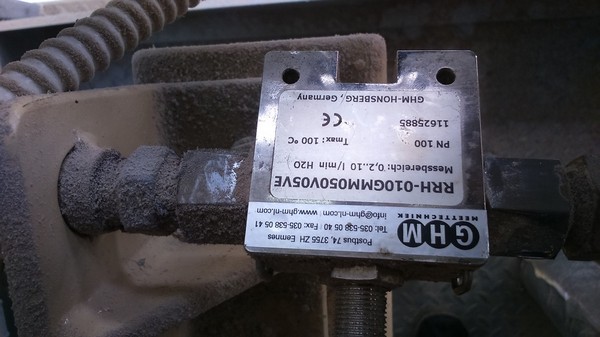 GHM
MEETTECHNIEK
Postbus 74, 3755 ZH Eemnes
Tel: 035-538 05 40 | Fax: 035-538 05 41
info@ghm-nl.com | www.ghm-nl.com
RRH-010GMM050V05VE
Messbereich: 0,2..10 l/min H2O
PN 100 Tmax: 100 °C
11625885 CE
GHM-HONSBERG, Germany